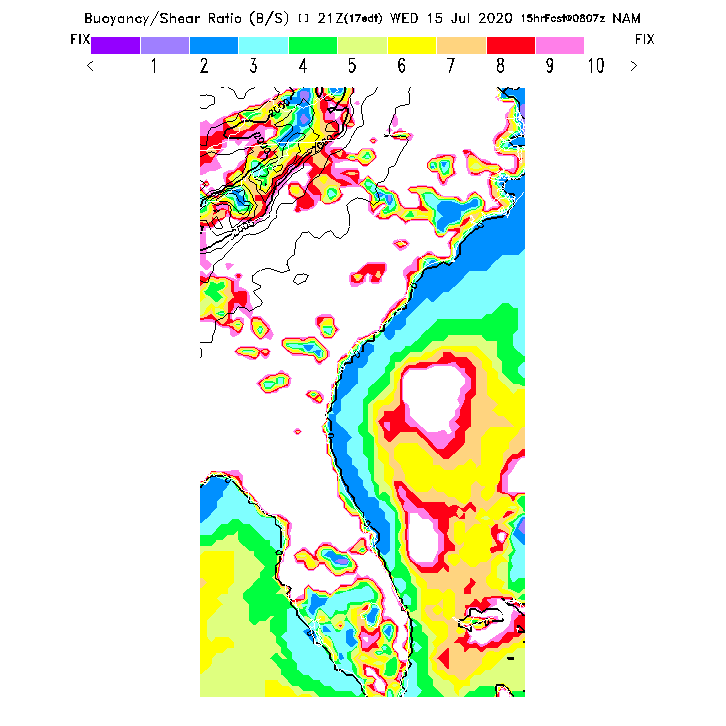 Buoyancy/Shear Ratio (B/S) [] 21Z(17edt) WED 15 Jul 2020 15hrFcst@0807z NAM
FIX FIX
< 1 2 3 4 5 6 7 8 9 10 >